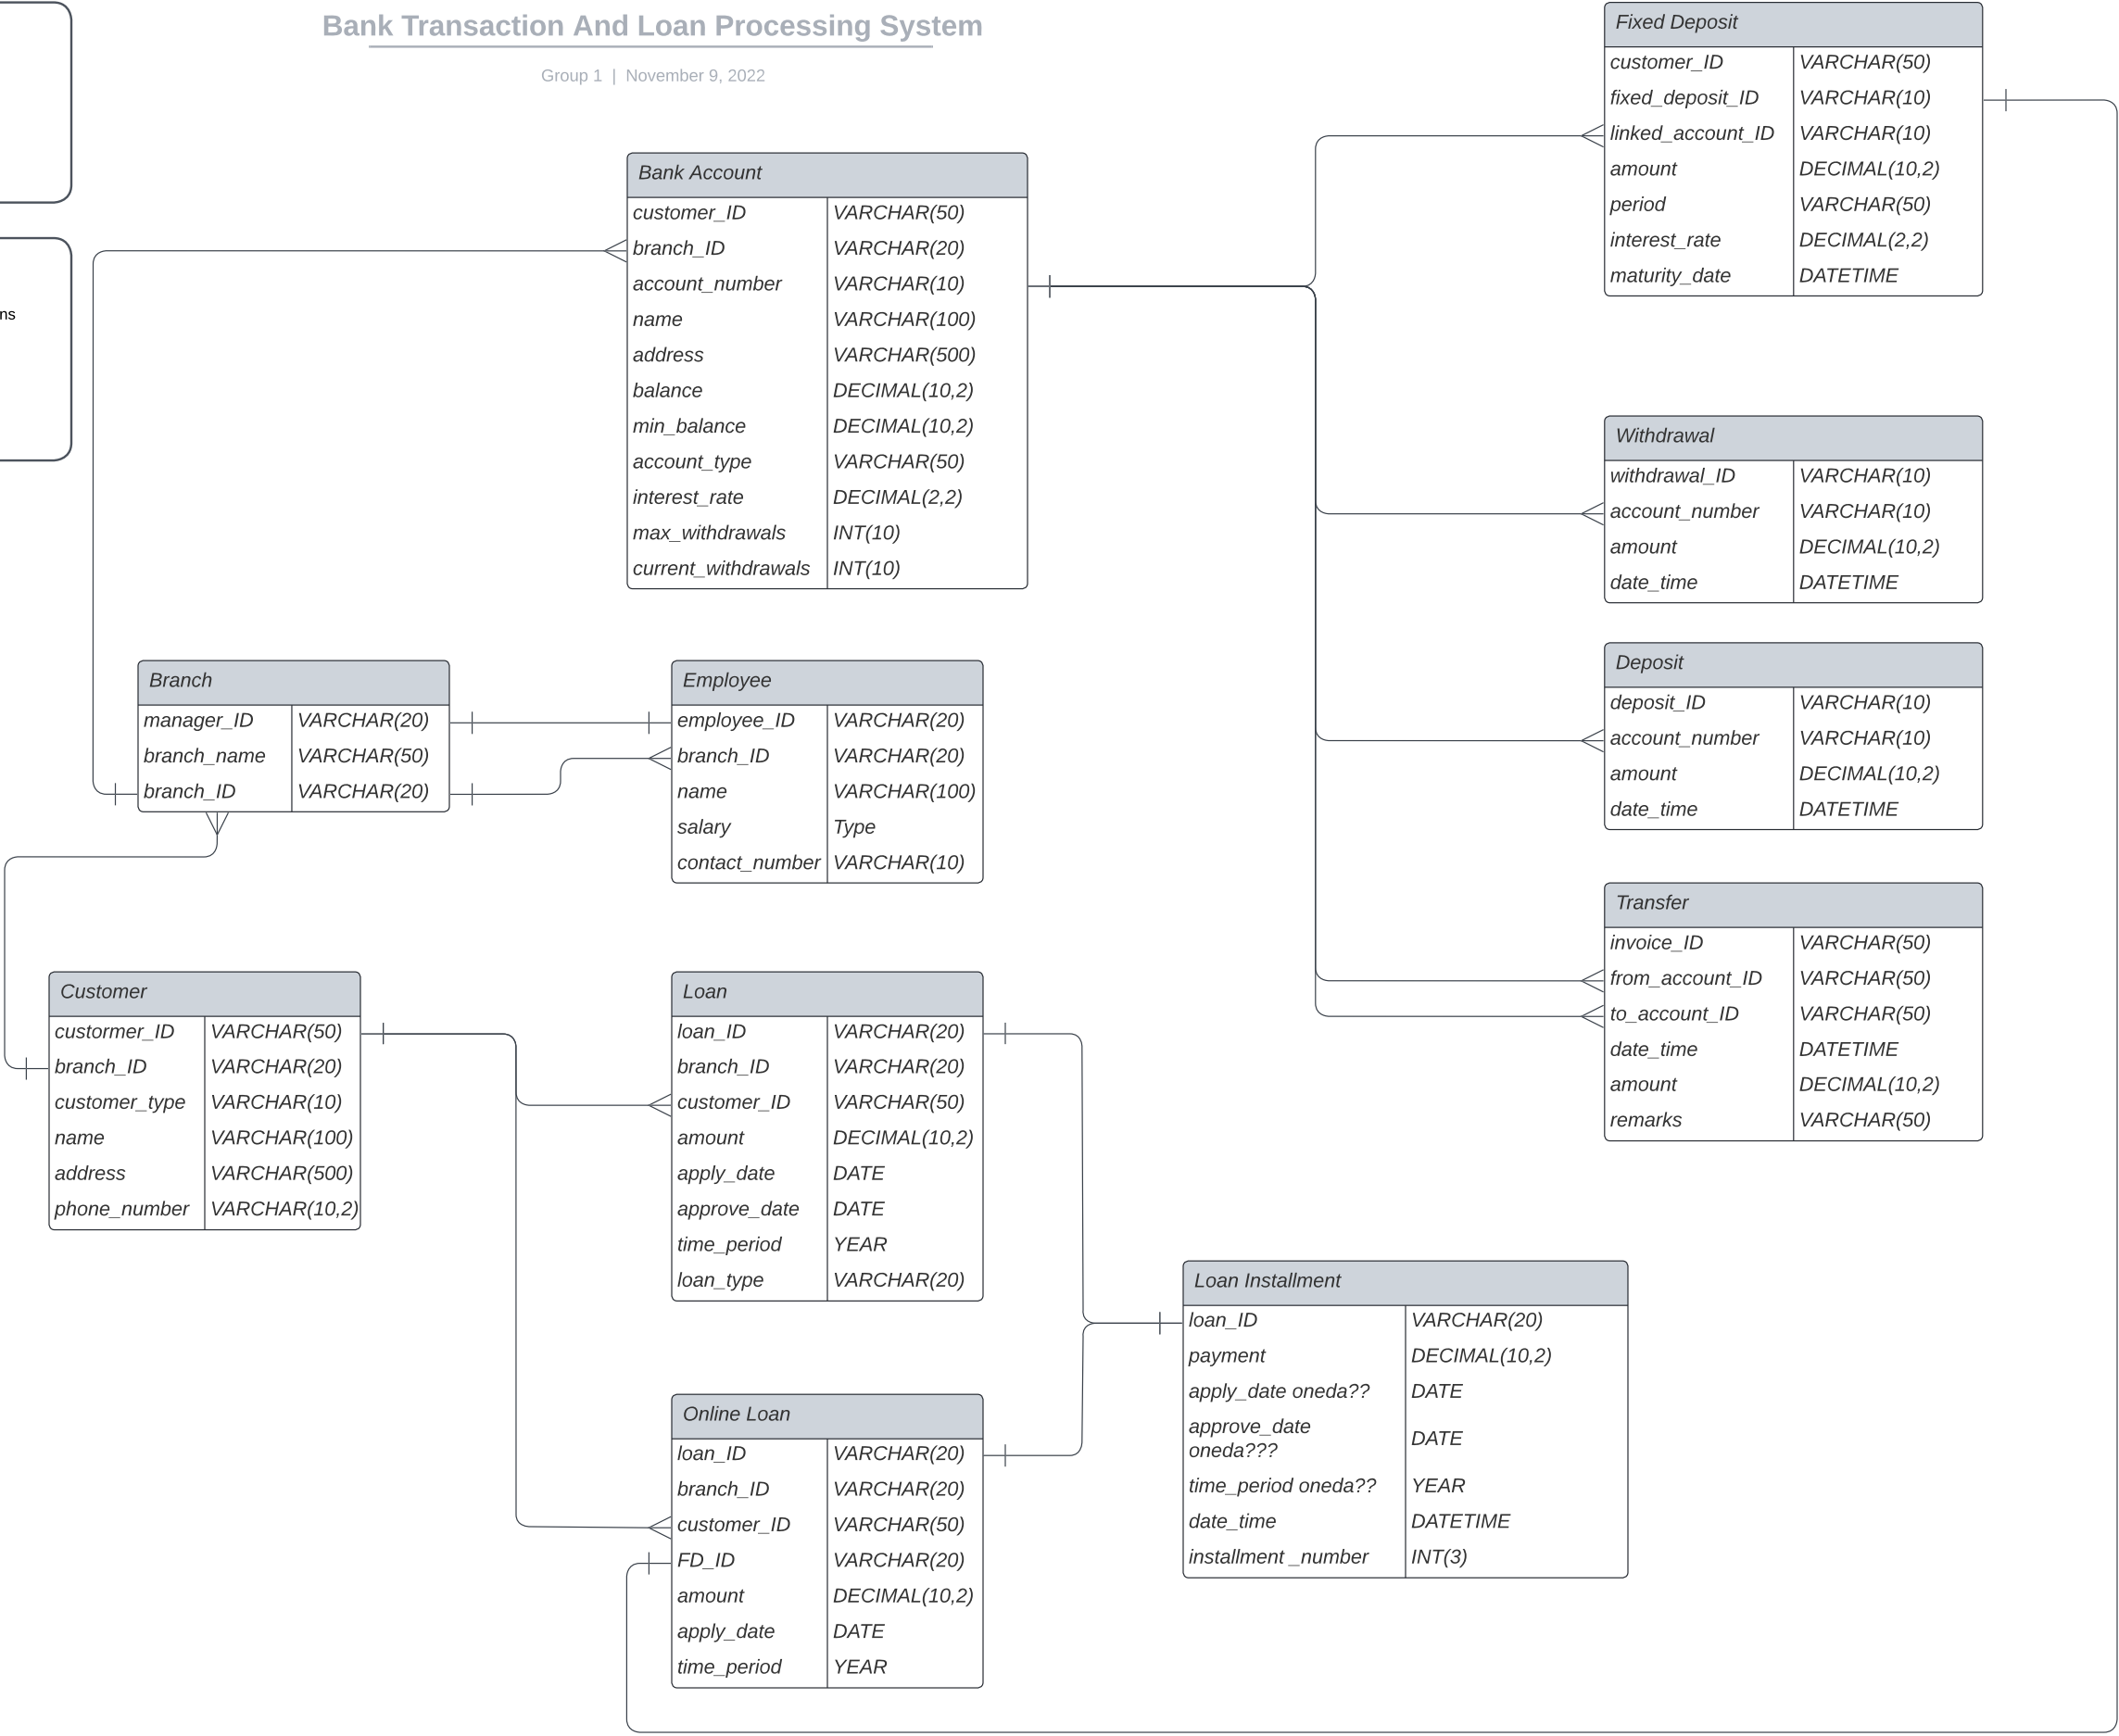 Bank Transaction And Loan Processing System
Group 1 | November 9, 2022
ns
Bank Account
customer_ID VARCHAR(50)
branch_ID VARCHAR(20)
account_number VARCHAR(10)
name VARCHAR(100)
address VARCHAR(500)
balance DECIMAL(10,2)
min_balance DECIMAL(10,2)
account_type VARCHAR(50)
interest_rate DECIMAL(2,2)
max_withdrawals INT(10)
current_withdrawals INT(10)
Fixed Deposit
customer_ID VARCHAR(50)
fixed_deposit_ID VARCHAR(10)
linked_account_ID VARCHAR(10)
amount DECIMAL(10,2)
period VARCHAR(50)
interest_rate DECIMAL(2,2)
maturity_date DATETIME
Withdrawal
withdrawal_ID VARCHAR(10)
account_number VARCHAR(10)
amount DECIMAL(10,2)
date_time DATETIME
Deposit
deposit_ID VARCHAR(10)
account_number VARCHAR(10)
amount DECIMAL(10,2)
date_time DATETIME
Transfer
invoice_ID VARCHAR(50)
from_account_ID VARCHAR(50)
to_account_ID VARCHAR(50)
date_time DATETIME
amount DECIMAL(10,2)
remarks VARCHAR(50)
Branch
manager_ID VARCHAR(20)
branch_name VARCHAR(50)
branch_ID VARCHAR(20)
Employee
employee_ID VARCHAR(20)
branch_ID VARCHAR(20)
name VARCHAR(100)
salary Type
contact_number VARCHAR(10)
Customer
custormer_ID VARCHAR(50)
branch_ID VARCHAR(20)
customer_type VARCHAR(10)
name VARCHAR(100)
address VARCHAR(500)
phone_number VARCHAR(10,2)
Loan
loan_ID VARCHAR(20)
branch_ID VARCHAR(20)
customer_ID VARCHAR(50)
amount DECIMAL(10,2)
apply_date DATE
approve_date DATE
time_period YEAR
loan_type VARCHAR(20)
Loan Installment
loan_ID VARCHAR(20)
payment DECIMAL(10,2)
apply_date oneda?? DATE
approve_date
oneda??? DATE
time_period oneda?? YEAR
date_time DATETIME
installment _number INT(3)
Online Loan
loan_ID VARCHAR(20)
branch_ID VARCHAR(20)
customer_ID VARCHAR(50)
FD_ID VARCHAR(20)
amount DECIMAL(10,2)
apply_date DATE
time_period YEAR